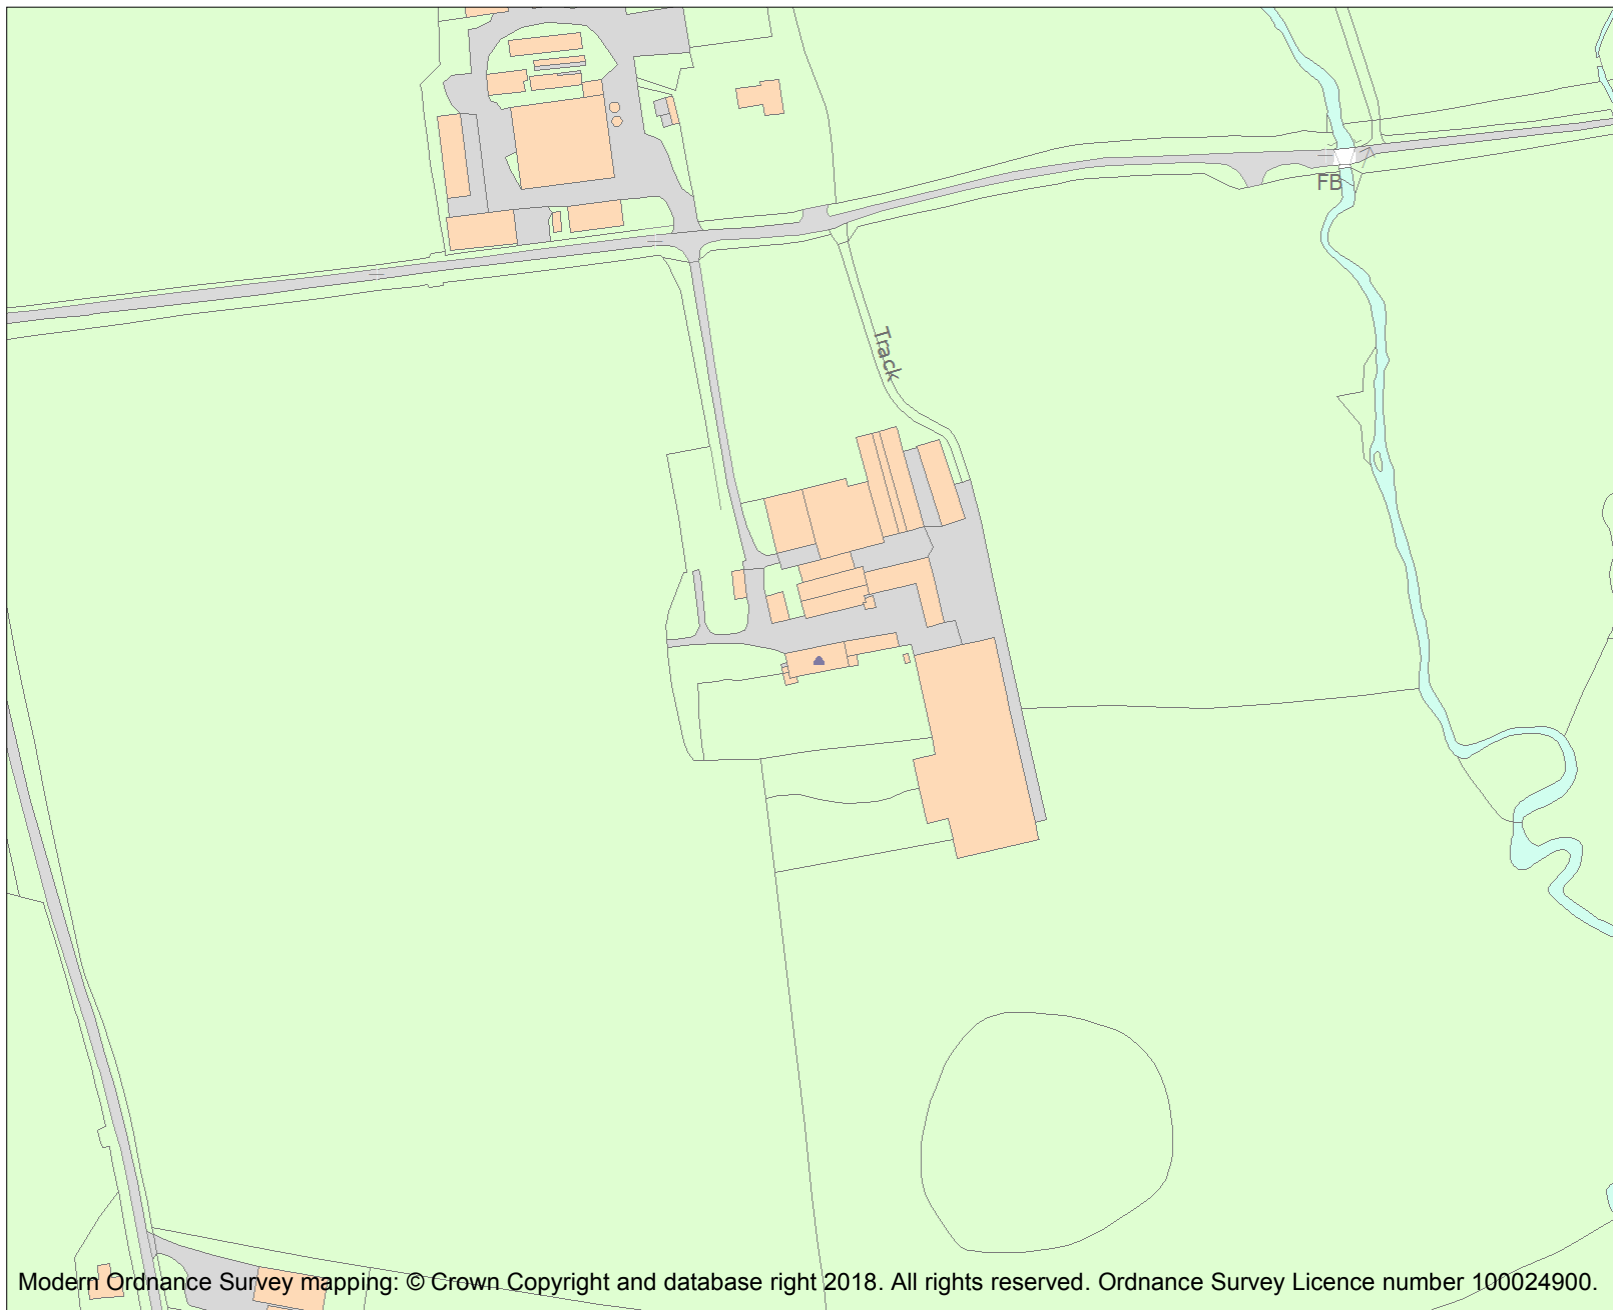 FB
Track
Modern Ordnance Survey mapping: © Crown Copyright and database right 2018. All rights reserved. Ordnance Survey Licence number 100024900.